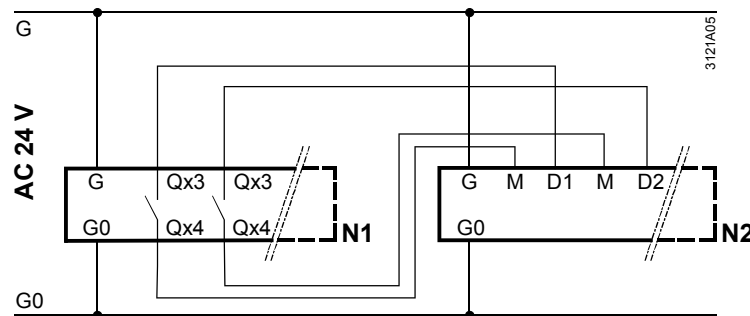 G
3121A05
AC 24 V
G Qx3 Qx3
G M D1 M D2
G0 Qx4 Qx4
N1
G0
N2
G0